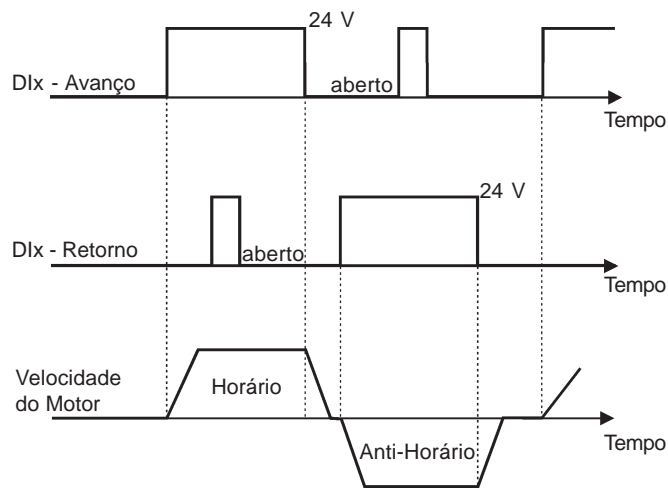 24 V
DIx - Avanço
aberto
Tempo
24 V
DIx - Retorno
aberto
Tempo
Velocidade
do Motor
Horário
Anti-Horário
Tempo